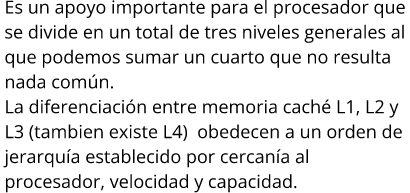 Es un apoyo importante para el procesador que
se divide en un total de tres niveles generales al
que podemos sumar un cuarto que no resulta
nada común.
La diferenciación entre memoria caché L1, L2 y
L3 (tambien existe L4)  obedecen a un orden de
jerarquía establecido por cercanía al
procesador, velocidad y capacidad.